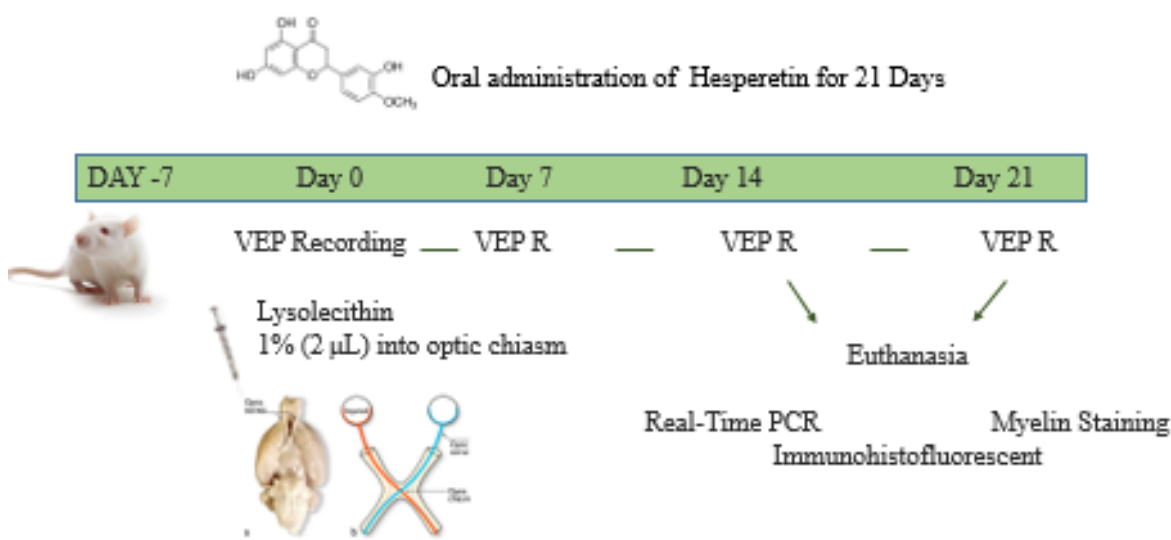 OH O
HO O OH
OCH₃
Oral administration of Hesperetin for 21 Days
DAY -7 Day 0 Day 7 Day 14 Day 21
VEP Recording VEP R VEP R VEP R
Lysolecithin
1% (2 µL) into optic chiasm
Euthanasia
Real-Time PCR Myelin Staining
Immunohistofluorescent
a b